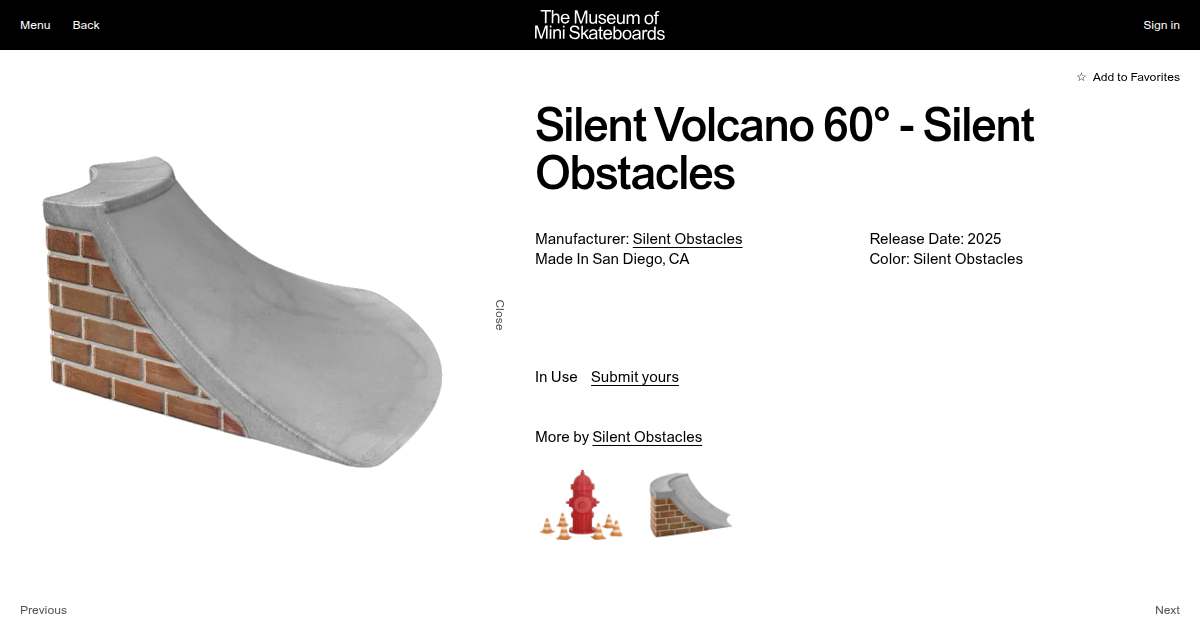 Menu
Back
The Museum of
Mini Skateboards
Sign in
☆ Add to Favorites
Silent Volcano 60° - Silent
Obstacles
Manufacturer: Silent Obstacles
Made In San Diego, CA
Release Date: 2025
Color: Silent Obstacles
Close
In Use Submit yours
More by Silent Obstacles
Previous
Next